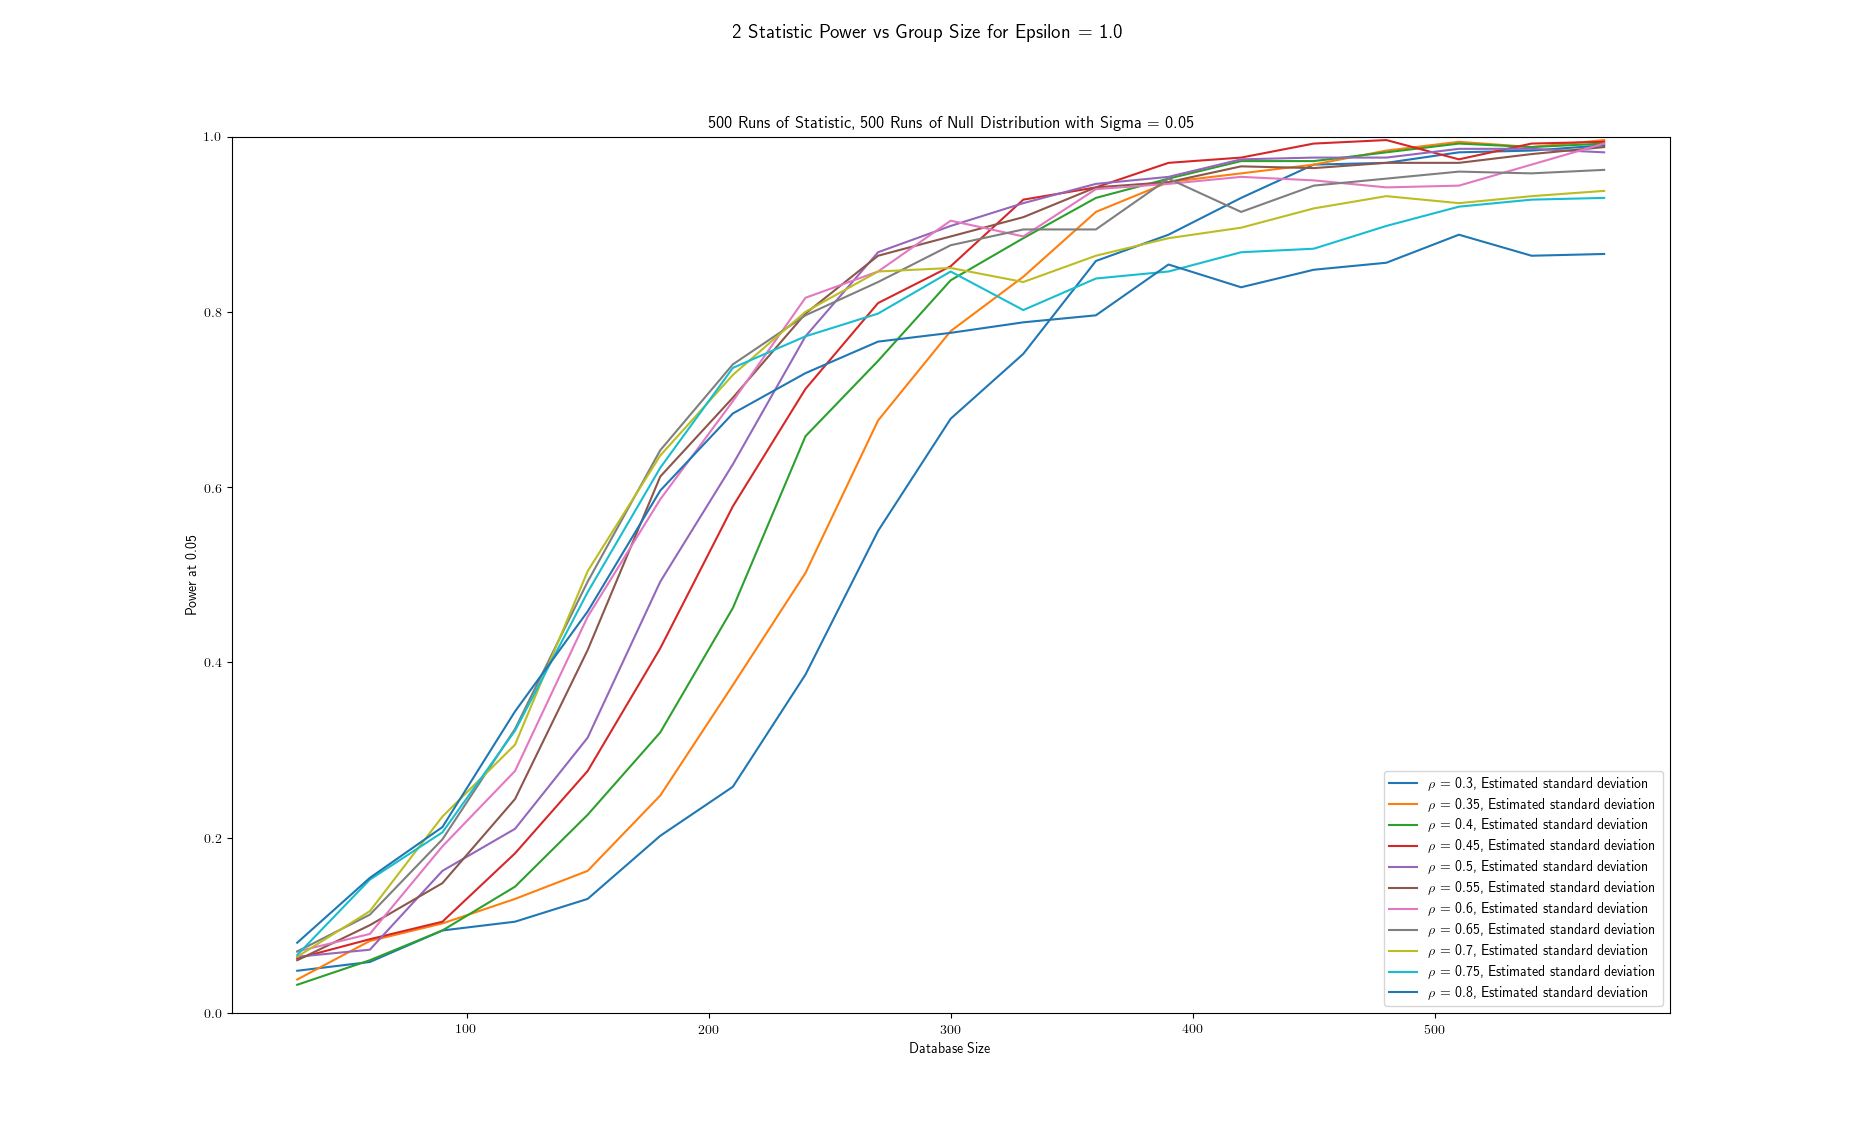 2 Statistic Power vs Group Size for Epsilon = 1.0
500 Runs of Statistic, 500 Runs of Null Distribution with Sigma = 0.05
1.0
0.8
0.6
0.4
0.2
0.0
Power at 0.05
100 200 300 400 500
Database Size
ρ = 0.3, Estimated standard deviation
ρ = 0.35, Estimated standard deviation
ρ = 0.4, Estimated standard deviation
ρ = 0.45, Estimated standard deviation
ρ = 0.5, Estimated standard deviation
ρ = 0.55, Estimated standard deviation
ρ = 0.6, Estimated standard deviation
ρ = 0.65, Estimated standard deviation
ρ = 0.7, Estimated standard deviation
ρ = 0.75, Estimated standard deviation
ρ = 0.8, Estimated standard deviation